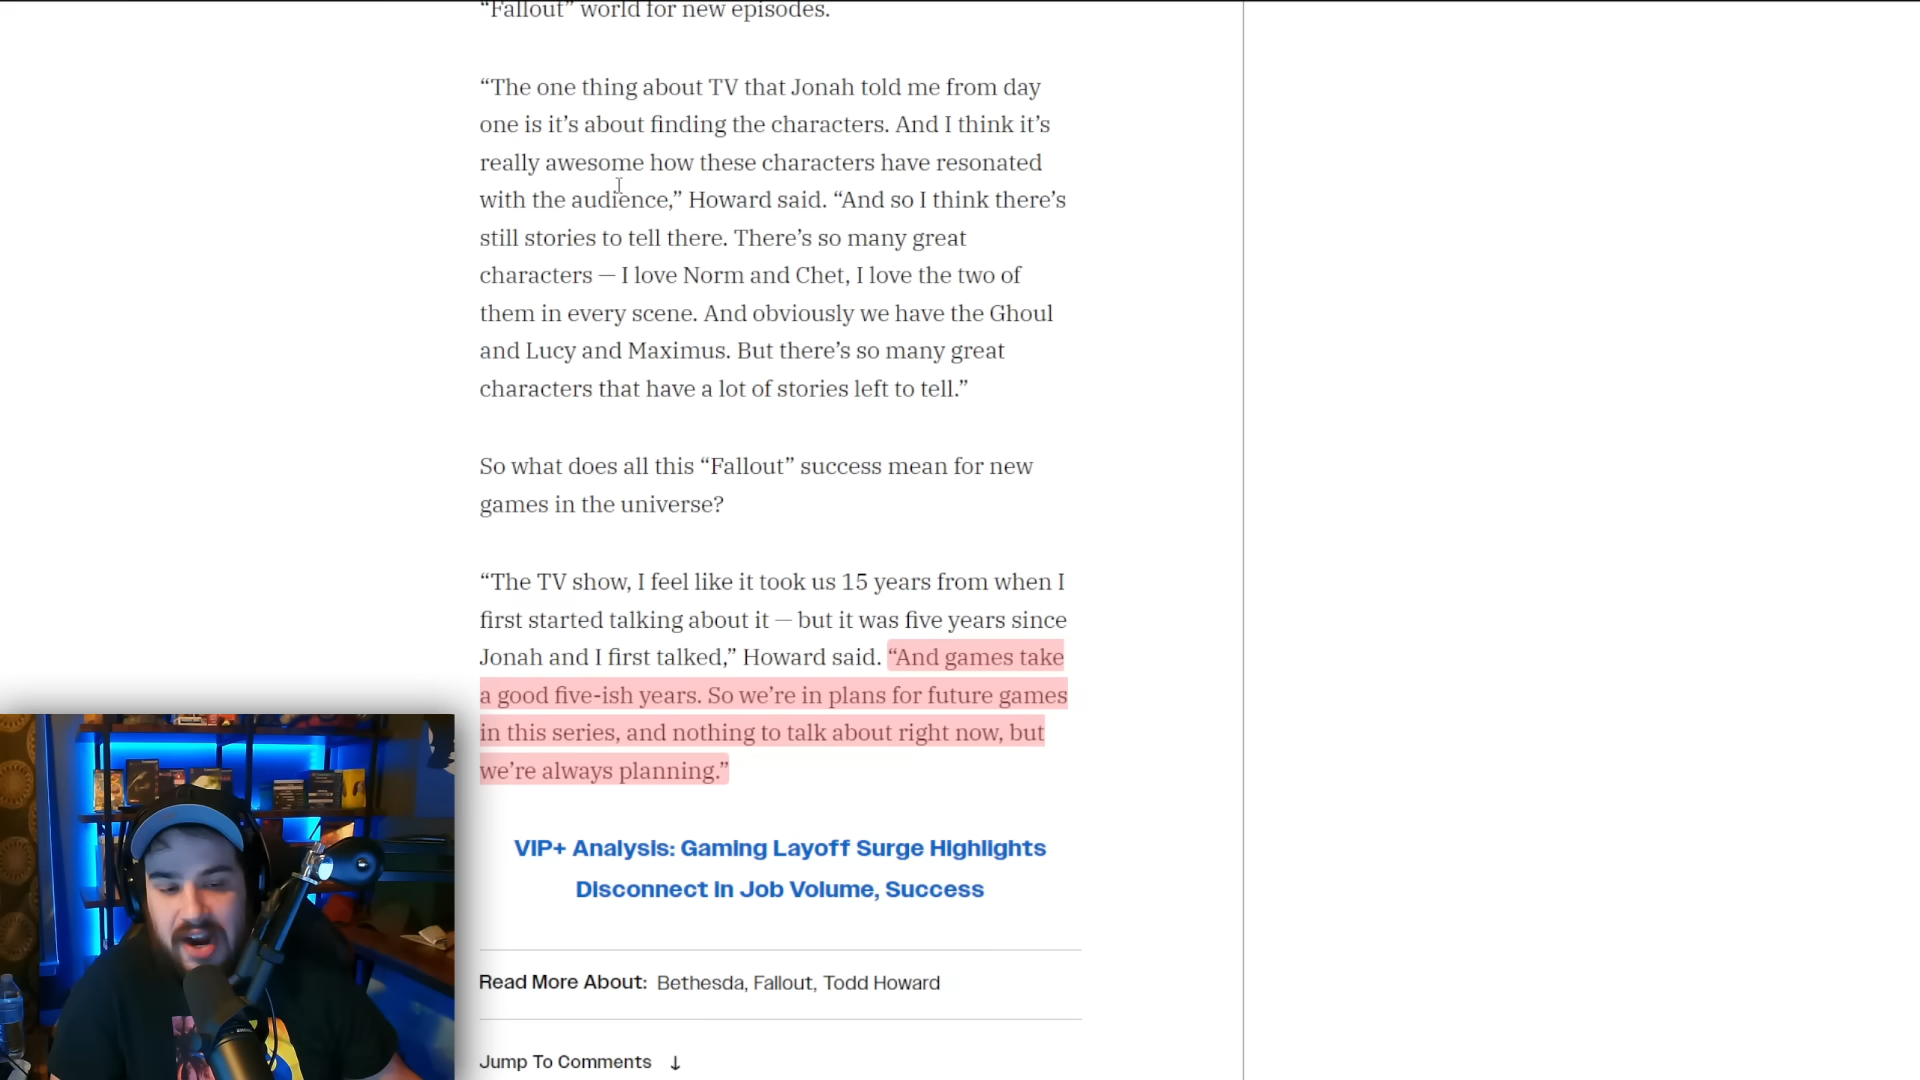 “Fallout” world for new episodes.
“The one thing about TV that Jonah told me from day
one is it’s about finding the characters. And I think it’s
really awesome how these characters have resonated
with the audience,” Howard said. “And so I think there’s
still stories to tell there. There’s so many great
characters — I love Norm and Chet, I love the two of
them in every scene. And obviously we have the Ghoul
and Lucy and Maximus. But there’s so many great
characters that have a lot of stories left to tell.”
So what does all this “Fallout” success mean for new
games in the universe?
“The TV show, I feel like it took us 15 years from when I
first started talking about it — but it was five years since
Jonah and I first talked,” Howard said. “And games take
a good five-ish years. So we’re in plans for future games
in this series, and nothing to talk about right now, but
we’re always planning.”
VIP+ Analysis: Gaming Layoff Surge Highlights
Disconnect in Job Volume, Success
Read More About: Bethesda, Fallout, Todd Howard
Jump To Comments ↓